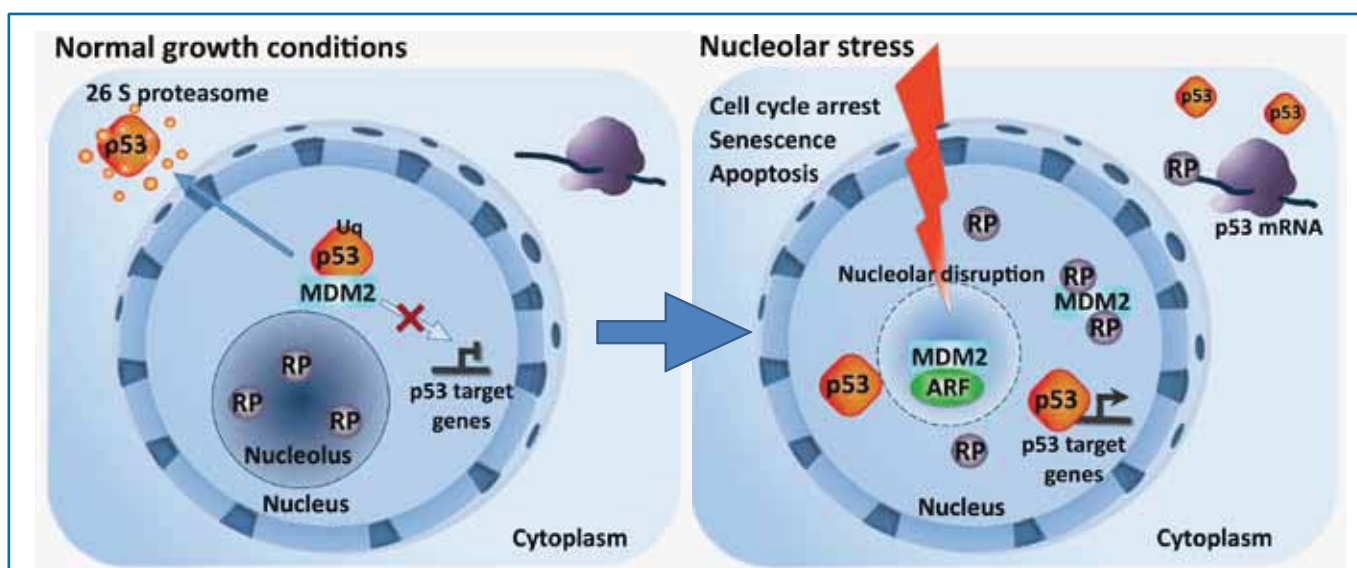 Normal growth conditions
26 S proteasome
p53
Uq
p53
MDM2
RP
RP
RP
p53 target
genes
Nucleolus
Nucleus
Cytoplasm
Nucleolar stress
Cell cycle arrest
Senescence
Apoptosis
p53
p53
RP
p53 mRNA
RP
Nucleolar disruption
RP
MDM2
RP
MDM2
ARF
p53
p53
p53 target
genes
RP
Nucleus
Cytoplasm